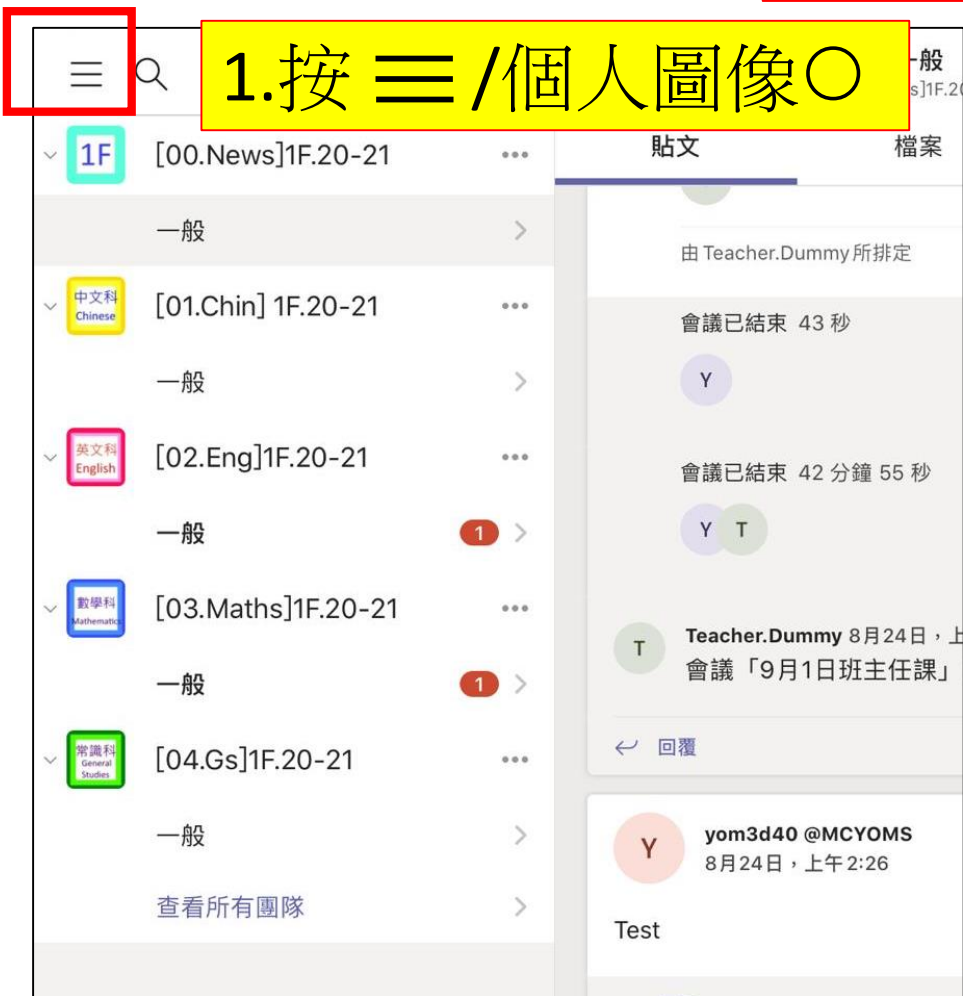 1.按 ☰ /個人圖像○
一般
s]1F.20
1F
[00.News]1F.20-21
一般
中文科
Chinese
[01.Chin] 1F.20-21
一般
英文科
English
[02.Eng]1F.20-21
一般
1
數學科
Mathematics
[03.Maths]1F.20-21
一般
1
常識科
General
Studies
[04.Gs]1F.20-21
一般
查看所有團隊
貼文
檔案
由 Teacher.Dummy 所排定
會議已結束 43 秒
Y
會議已結束 42 分鐘 55 秒
Y T
T
Teacher.Dummy 8月24日，上
會議「9月1日班主任課」
回覆
Y
yom3d40 @MCYOMS
8月24日，上午 2:26
Test